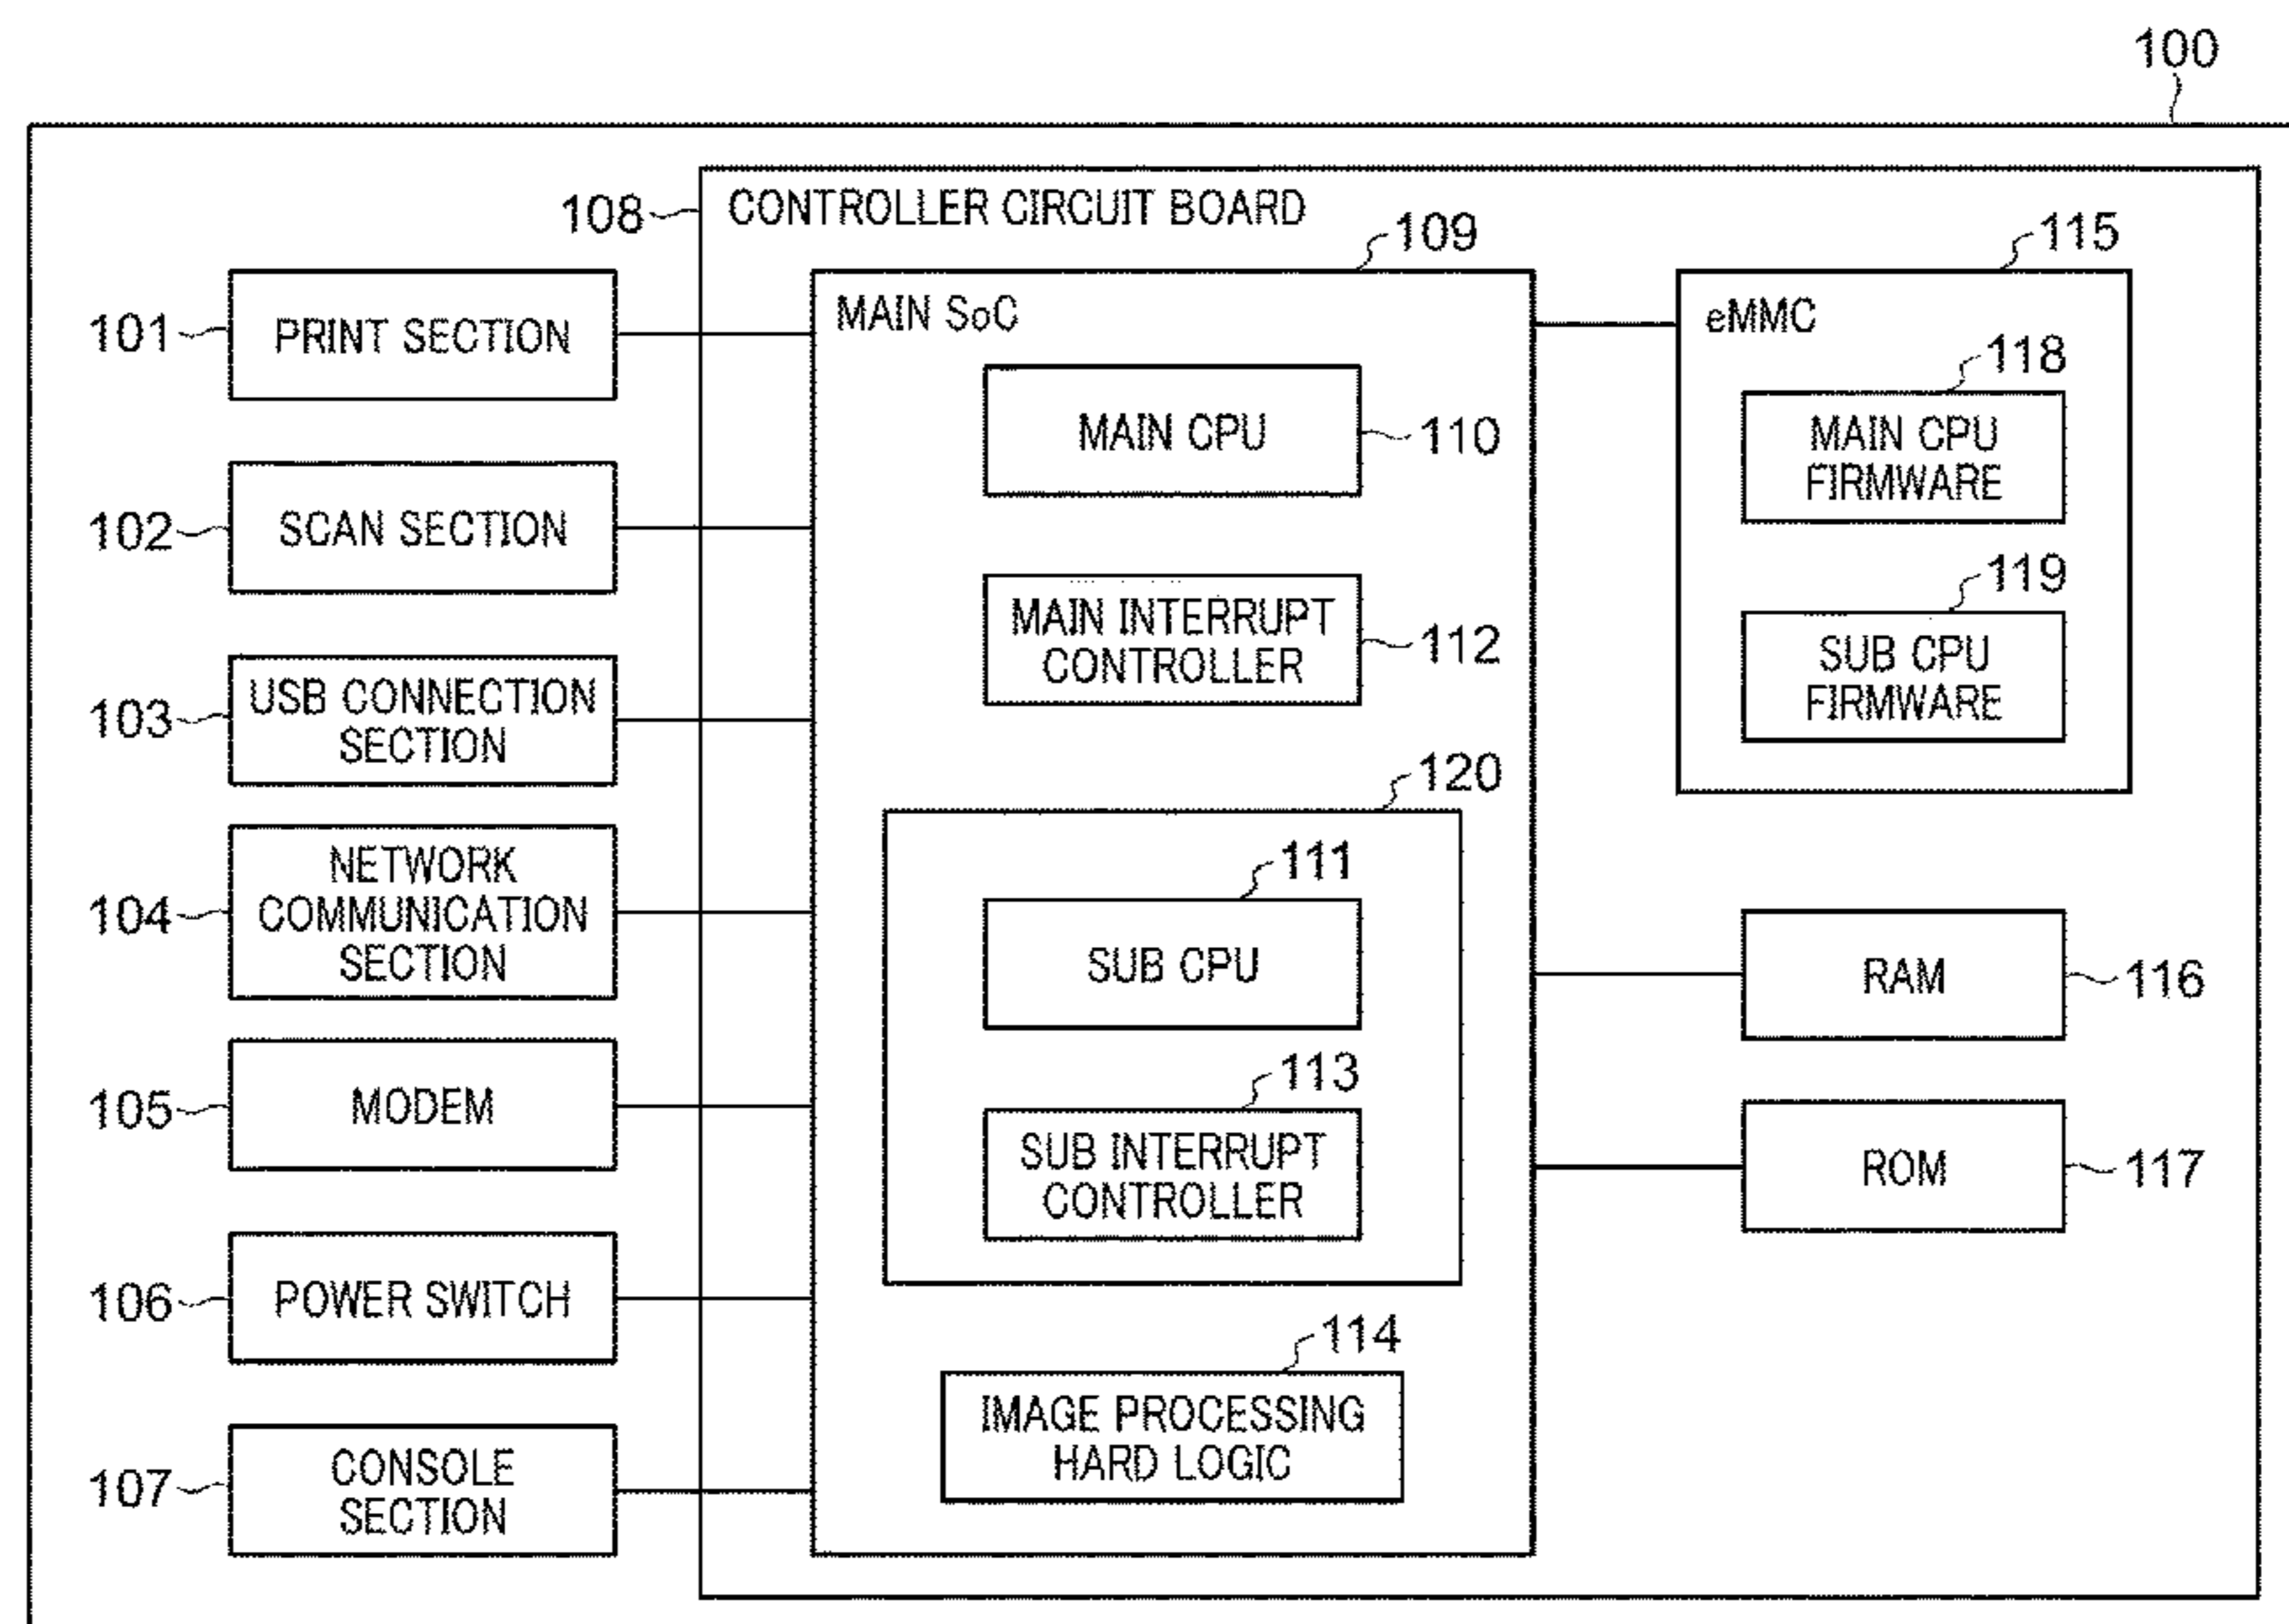 100
108
CONTROLLER CIRCUIT BOARD
109
115
101
PRINT SECTION
MAIN SoC
eMMC
118
MAIN CPU
110
MAIN CPU
FIRMWARE
102
SCAN SECTION
119
MAIN INTERRUPT
CONTROLLER
112
SUB CPU
FIRMWARE
103
USB CONNECTION
SECTION
120
104
NETWORK
COMMUNICATION
SECTION
111
SUB CPU
RAM
116
113
105
MODEM
SUB INTERRUPT
CONTROLLER
ROM
117
106
POWER SWITCH
114
IMAGE PROCESSING
HARD LOGIC
107
CONSOLE
SECTION